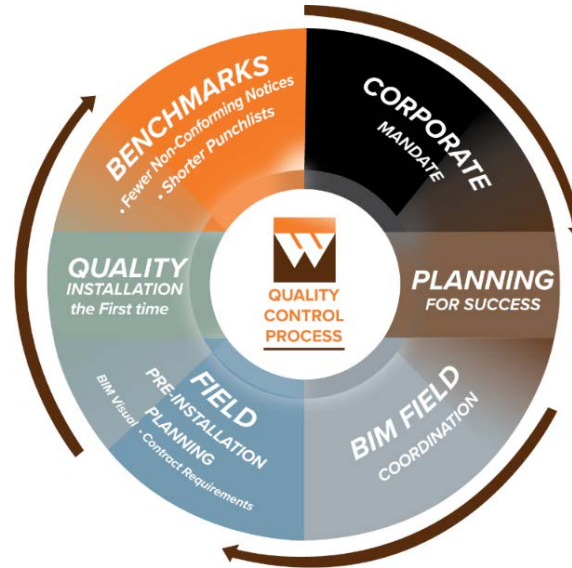 CORPORATE
MANDATE
PLANNING
FOR SUCCESS
BIM FIELD
COORDINATION
FIELD
PRE-INSTALLATION
PLANNING
BIM Visual • Contract Requirements
QUALITY
INSTALLATION
the First time
BENCHMARKS
• Fewer Non-Conforming Notices
• Shorter Punchlists
W
QUALITY
CONTROL
PROCESS